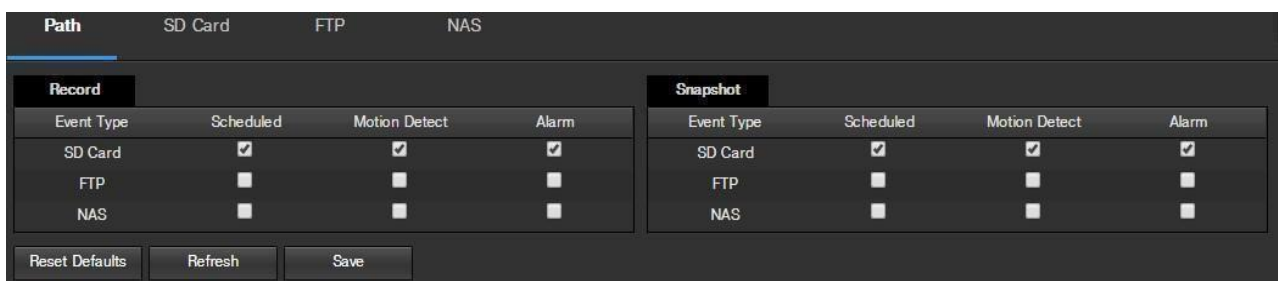 Path SD Card FTP NAS
Record
Event Type Scheduled Motion Detect Alarm
SD Card
FTP
NAS
Snapshot
Event Type Scheduled Motion Detect Alarm
SD Card
FTP
NAS
Reset Defaults Refresh Save